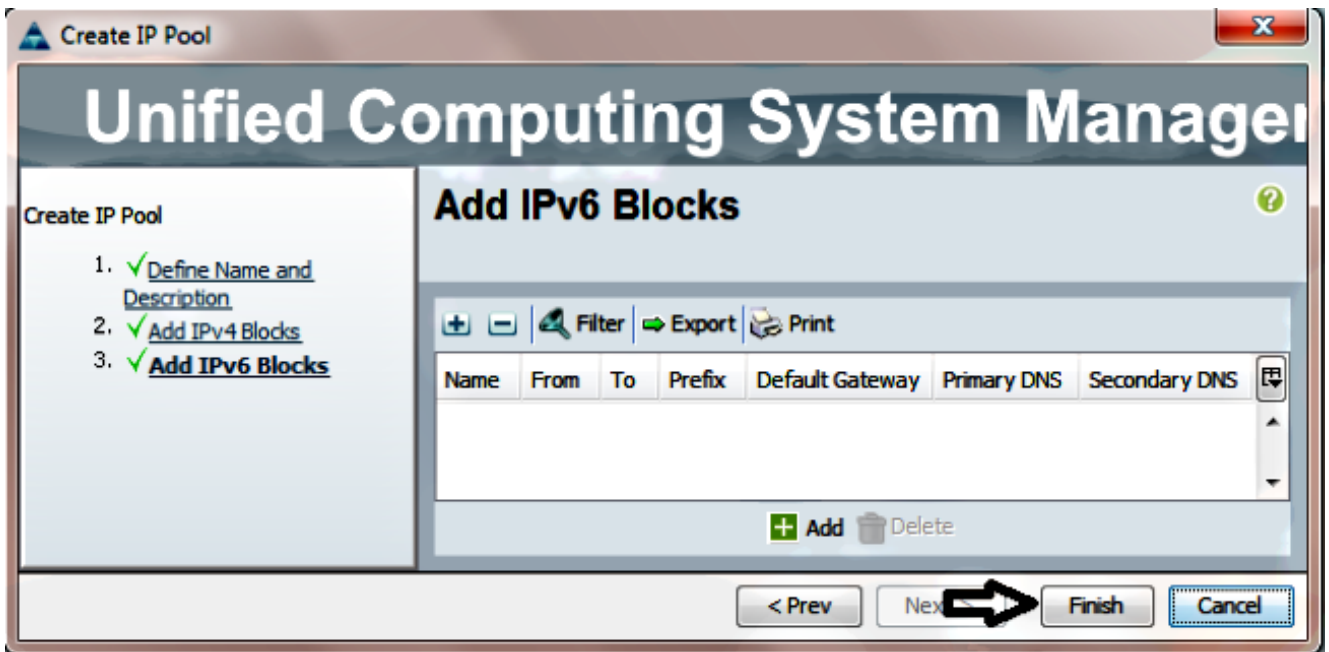 Create IP Pool
Unified Computing System Manager
Create IP Pool
1. Define Name and
Description
2. Add IPv4 Blocks
3. Add IPv6 Blocks
Add IPv6 Blocks
Filter Export Print
Name From To Prefix Default Gateway Primary DNS Secondary DNS
Add Delete
< Prev Nex Finish Cancel